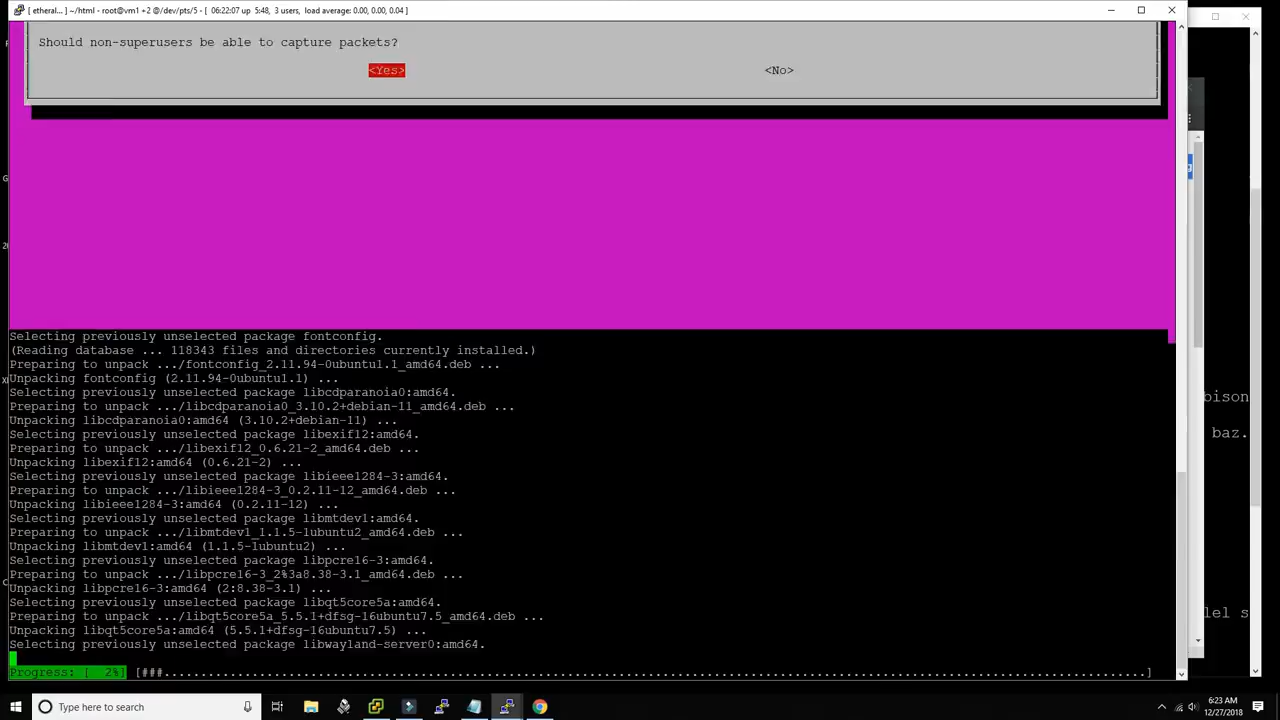 [ etheral... ] ~/html - root@vm1 +2 @/dev/pts/5 - [ 06:22:07 up 5:48, 3 users, load average: 0.00, 0.00, 0.04 ]
Should non-superusers be able to capture packets?
<Yes> <No>
Selecting previously unselected package fontconfig.
(Reading database ... 118343 files and directories currently installed.)
Preparing to unpack .../fontconfig_2.11.94-0ubuntu1.1_amd64.deb ...
Unpacking fontconfig (2.11.94-0ubuntu1.1) ...
Selecting previously unselected package libcdparanoia0:amd64.
Preparing to unpack .../libcdparanoia0_3.10.2+debian-11_amd64.deb ...
Unpacking libcdparanoia0:amd64 (3.10.2+debian-11) ...
Selecting previously unselected package libexif12:amd64.
Preparing to unpack .../libexif12_0.6.21-2_amd64.deb ...
Unpacking libexif12:amd64 (0.6.21-2) ...
Selecting previously unselected package libieee1284-3:amd64.
Preparing to unpack .../libieee1284-3_0.2.11-12_amd64.deb ...
Unpacking libieee1284-3:amd64 (0.2.11-12) ...
Selecting previously unselected package libmtdev1:amd64.
Preparing to unpack .../libmtdev1_1.1.5-1ubuntu2_amd64.deb ...
Unpacking libmtdev1:amd64 (1.1.5-1ubuntu2) ...
Selecting previously unselected package libpcre16-3:amd64.
Preparing to unpack .../libpcre16-3_2%3a8.38-3.1_amd64.deb ...
Unpacking libpcre16-3:amd64 (2:8.38-3.1) ...
Selecting previously unselected package libqt5core5a:amd64.
Preparing to unpack .../libqt5core5a_5.5.1+dfsg-16ubuntu7.5_amd64.deb ...
Unpacking libqt5core5a:amd64 (5.5.1+dfsg-16ubuntu7.5) ...
Selecting previously unselected package libwayland-server0:amd64.
Progress: [  2%] [###.......................................................................................................................................]
bison
baz.
lel s
Type here to search
6:23 AM
12/27/2018